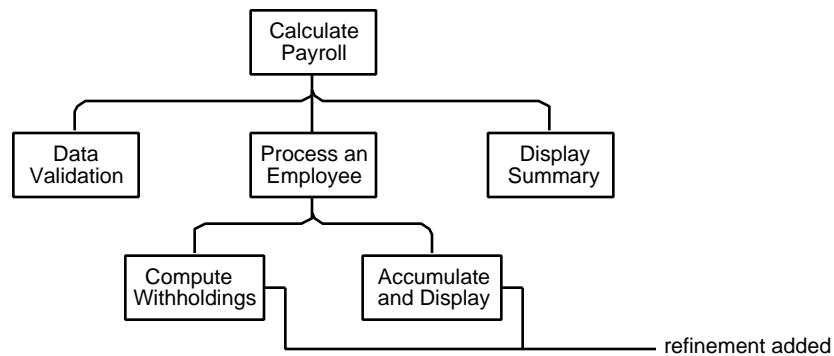 Calculate
Payroll
Data
Validation
Process an
Employee
Display
Summary
Compute
Withholdings
Accumulate
and Display
refinement added